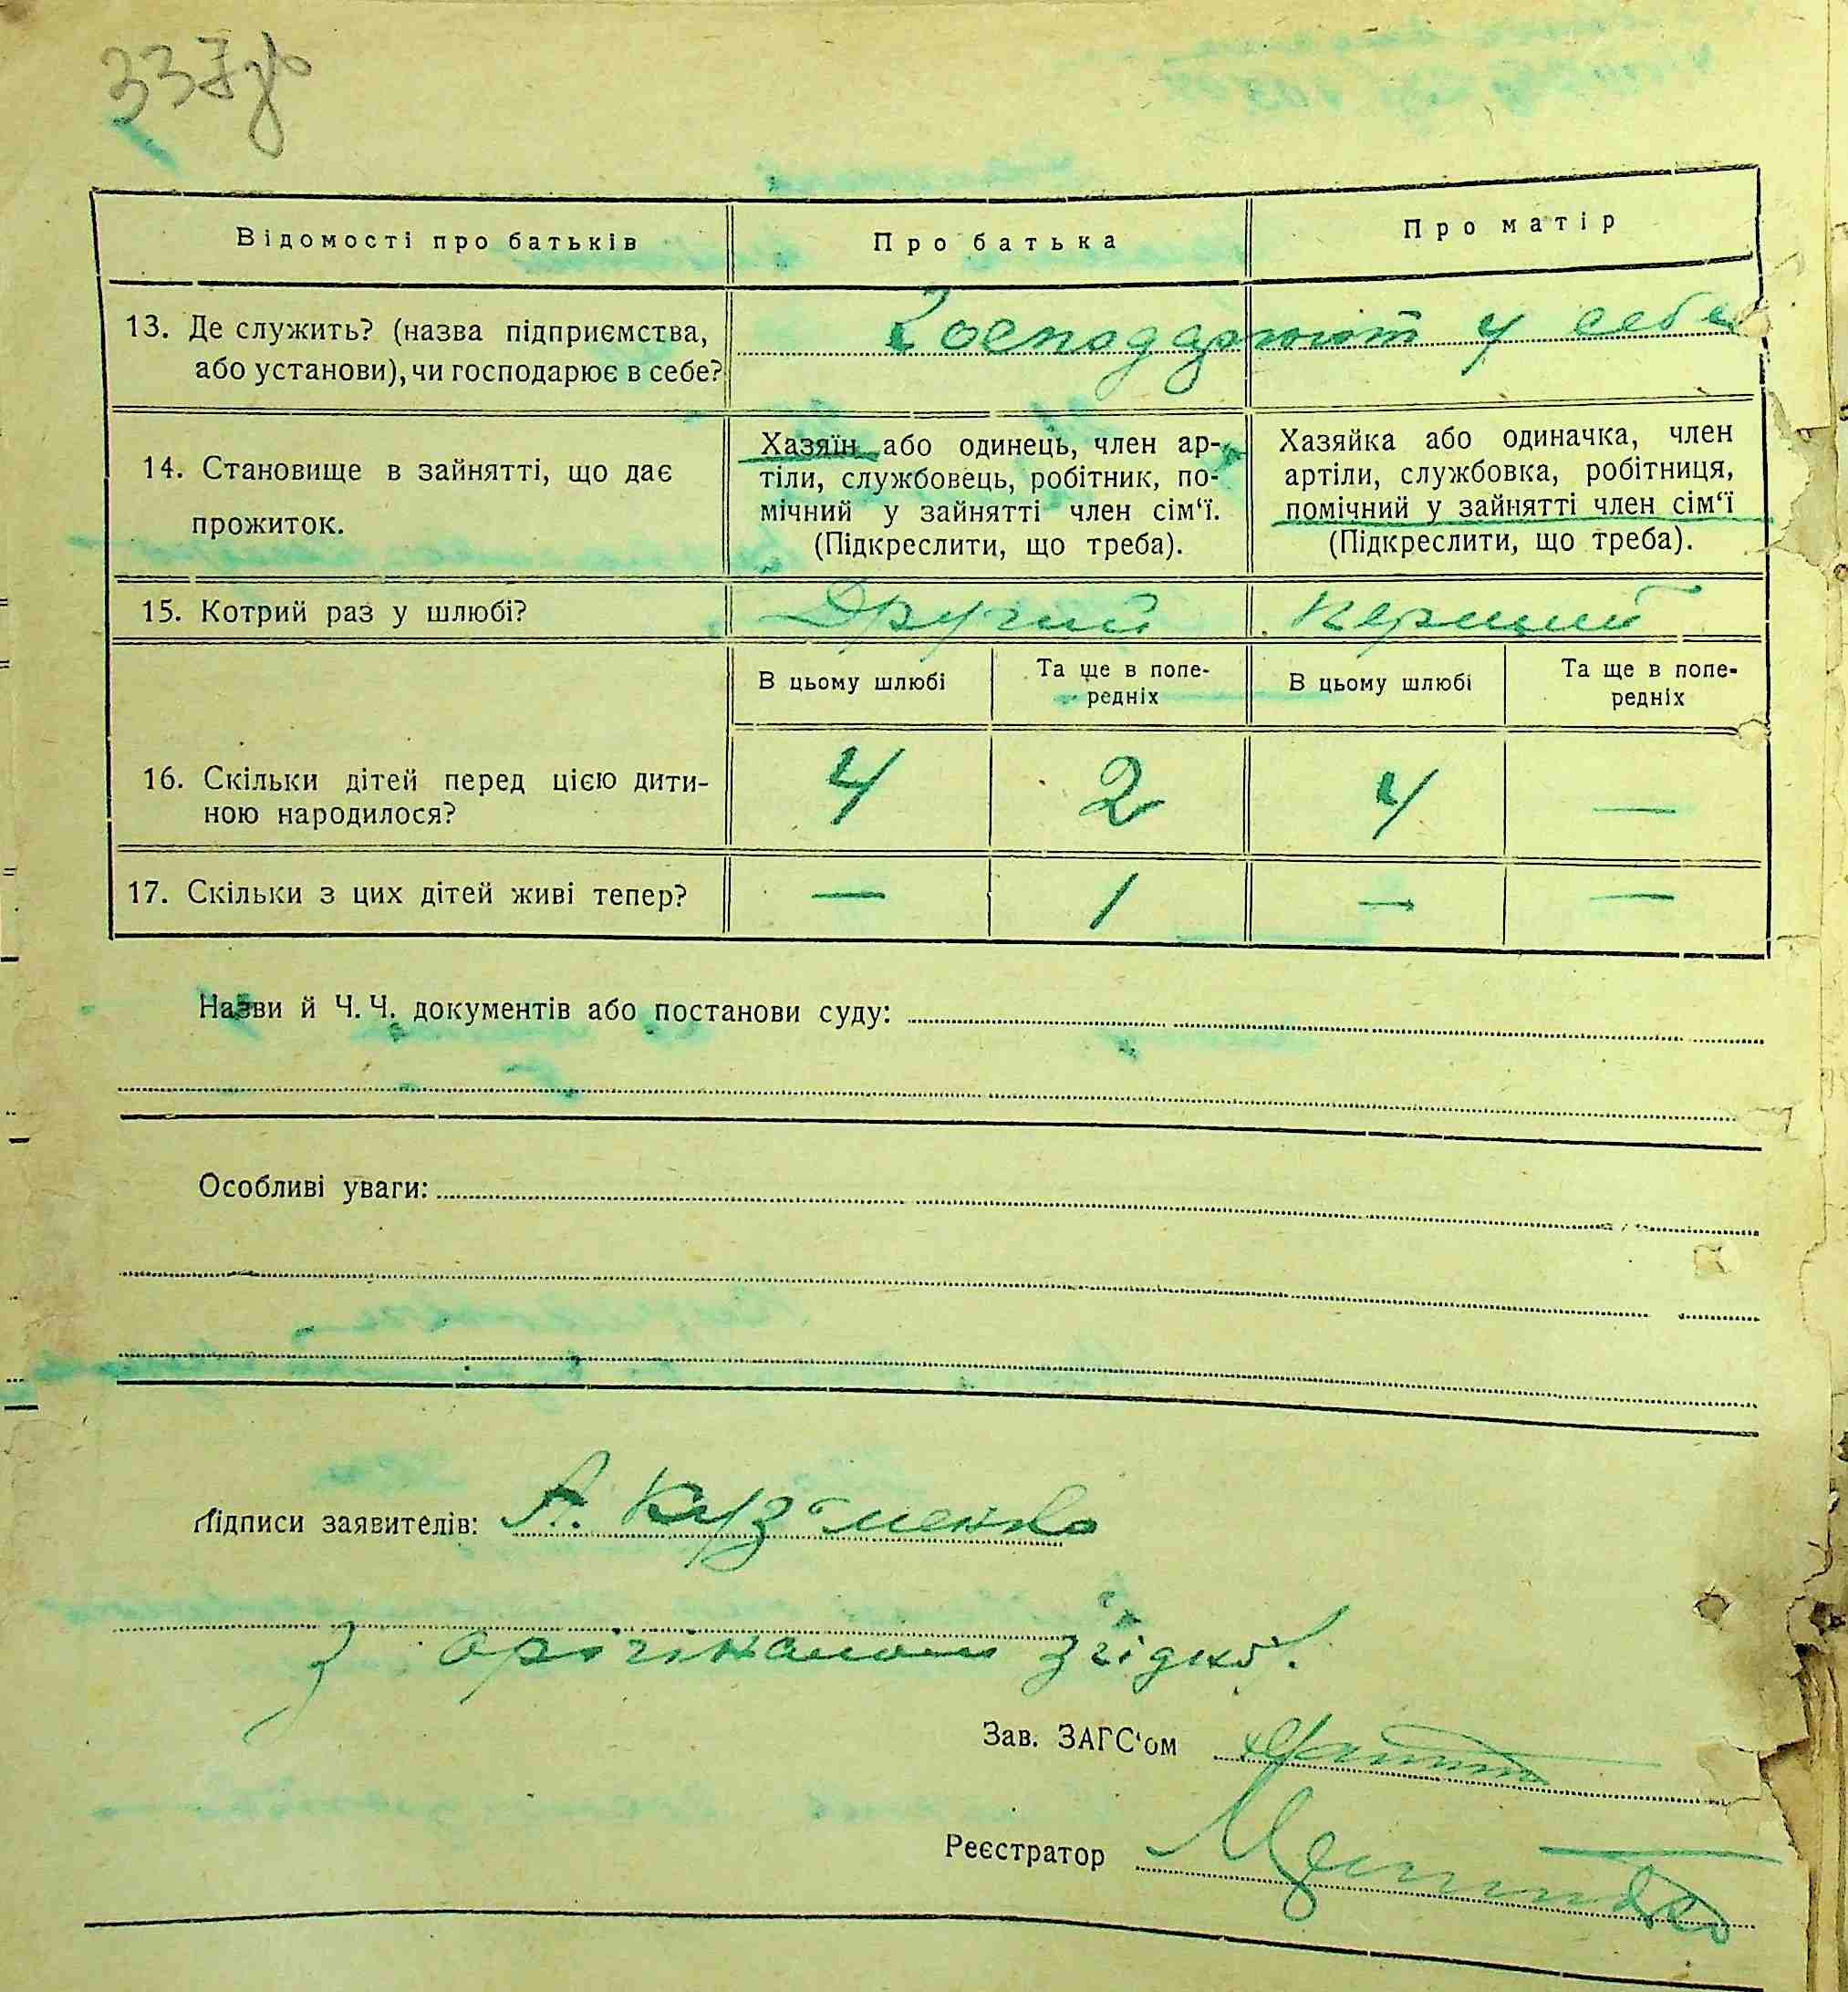 337зв
Відомості про батьків
Про батька
Про матір
13. Де служить? (назва підприємства,
або установи), чи господарює в себе?
Господарюют у себе
14. Становище в зайнятті, що дає
прожиток.
Хазяїн або одинець, член ар-
тіли, службовець, робітник, по-
мічний у зайнятті член сім‘ї.
(Підкреслити, що треба).
Хазяйка або одиначка, член
артіли, службовка, робітниця,
помічний у зайнятті член сім‘ї
(Підкреслити, що треба).
15. Котрий раз у шлюбі?
Другий
Перший
В цьому шлюбі
Та ще в попе-
редніх
В цьому шлюбі
Та ще в попе-
редніх
16. Скільки дітей перед цією дити-
ною народилося?
4 2 4 —
17. Скільки з цих дітей живі тепер?
— 1 — —
Назви й Ч. Ч. документів або постанови суду:
Особливі уваги:
Підписи заявителів: А. Кузьменко
З орігіналом згідно.
Зав. ЗАГС‘ом
Реєстратор